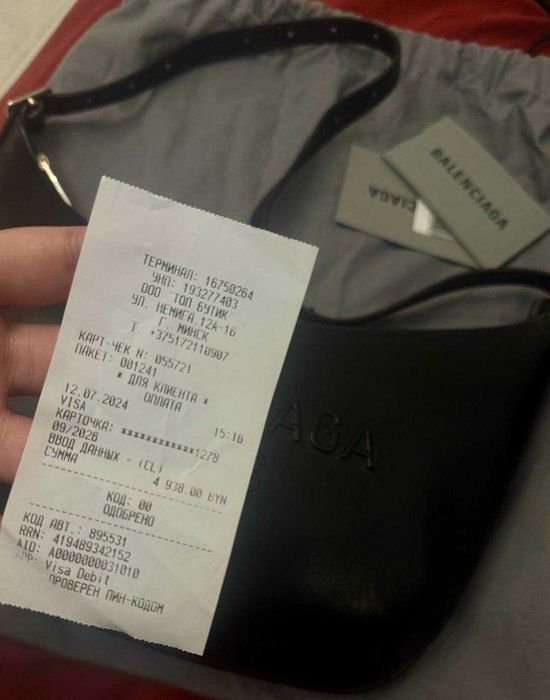 ТЕРМИНАЛ: 16750264
УНП: 193277403
ООО "ТОП БУТИК
УЛ. НЕМИГА 12А-16
Г. МИНСК
Т. +375172110907
КАРТ-ЧЕК N: 055721
ПАКЕТ: 001241
* ДЛЯ КЛИЕНТА *
ОПЛАТА
12.07.2024 15:16
VISA
КАРТОЧКА: ************1278
09/2026
ВВОД ДАННЫХ - (CL)
СУММА
4 938.00 BYN
КОД: 00
ОДОБРЕНО
КОД АВТ.: 895531
RRN: 419489342152
AID: A0000000031010
APP: Visa Debit
ПРОВЕРЕН ПИН-КОДОМ
BALENCIAGA
CIAGA
IAGA